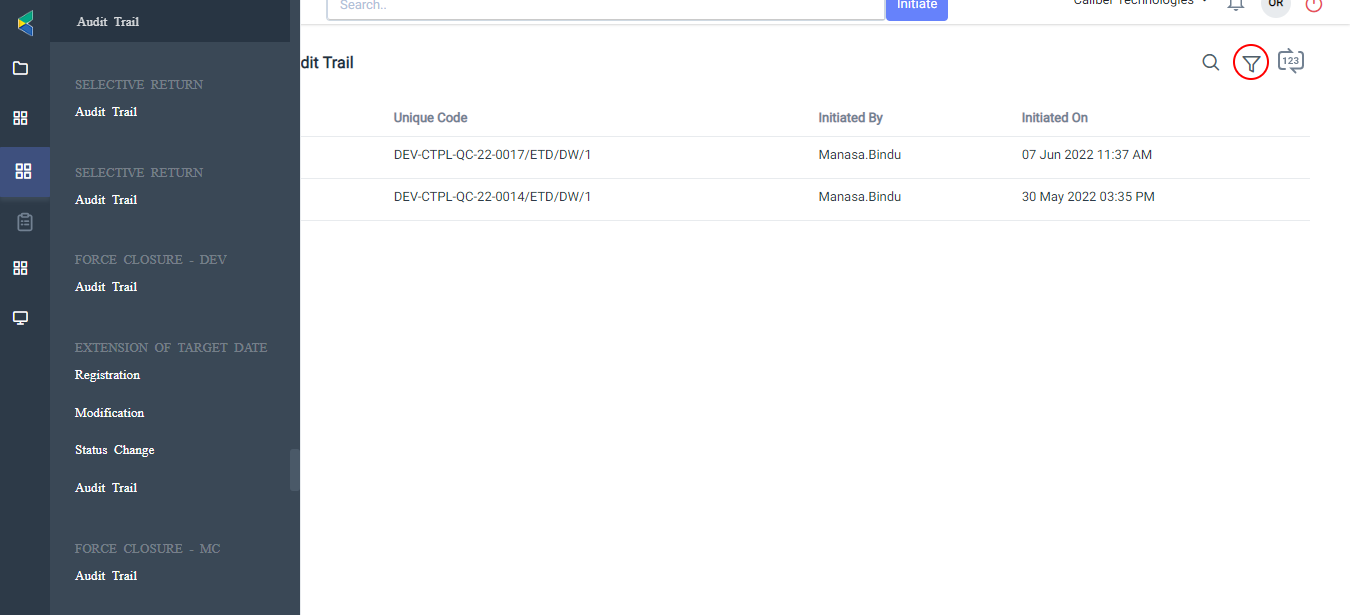 Audit Trail
SELECTIVE RETURN
Audit Trail
SELECTIVE RETURN
Audit Trail
FORCE CLOSURE - DEV
Audit Trail
EXTENSION OF TARGET DATE
Registration
Modification
Status Change
Audit Trail
FORCE CLOSURE - MC
Audit Trail
Search.. Initiate Caliber Technologies OR
dit Trail 123
Unique Code Initiated By Initiated On
DEV-CTPL-QC-22-0017/ETD/DW/1 Manasa.Bindu 07 Jun 2022 11:37 AM
DEV-CTPL-QC-22-0014/ETD/DW/1 Manasa.Bindu 30 May 2022 03:35 PM